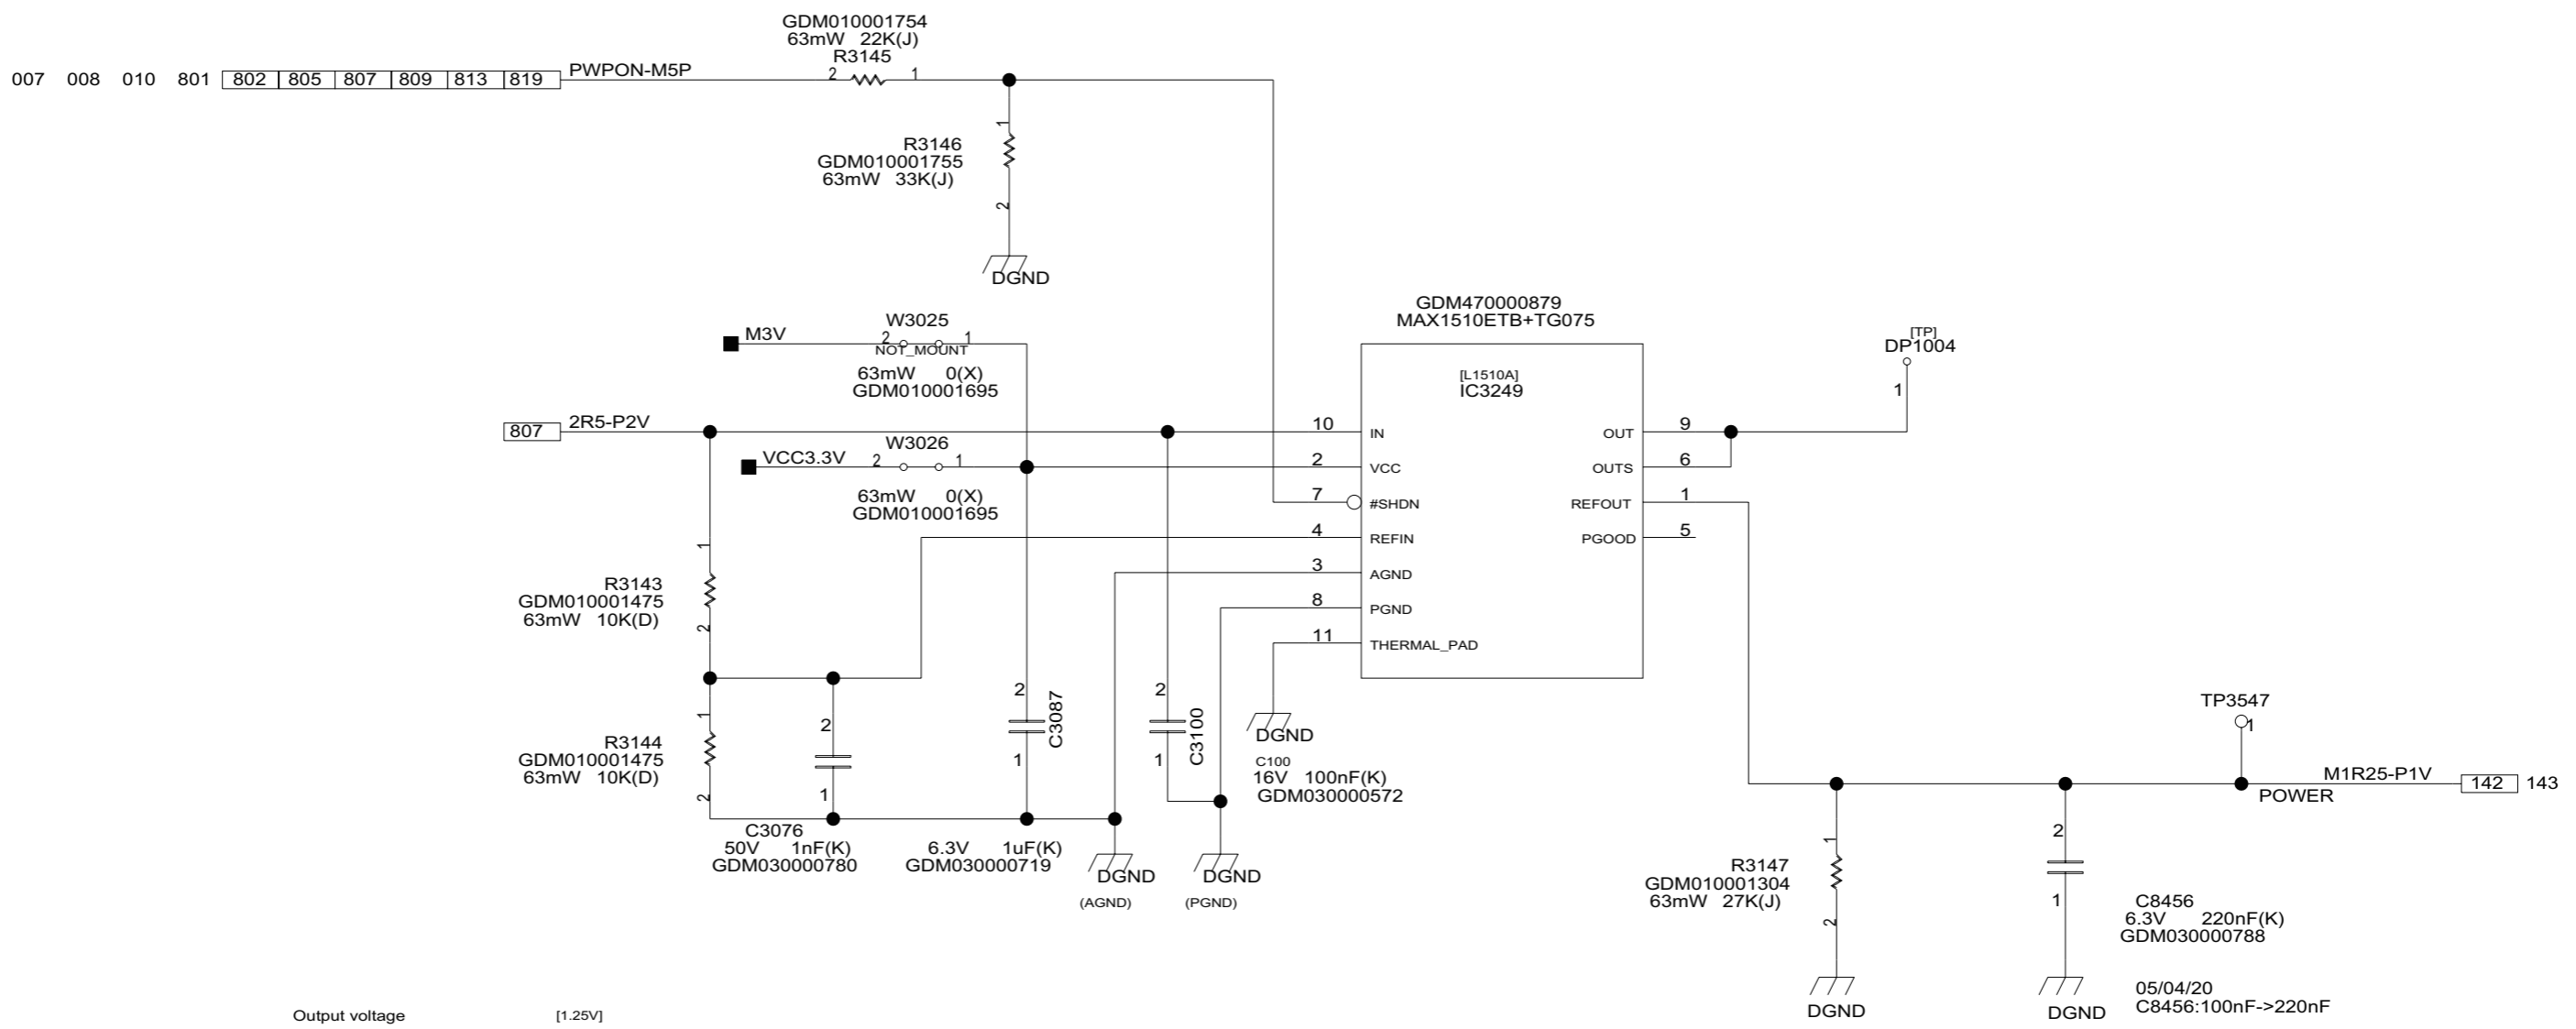 GDM010001754
63mW 22K(J)
R3145
007 008 010 801 802 805 807 809 813 819 PWPON-M5P 2 1
1
R3146
GDM010001755
63mW 33K(J)
2
DGND
GDM470000879
MAX1510ETB+TG075
W3025
M3V 2 1
NOT_MOUNT
63mW 0(X)
GDM010001695
[L1510A]
IC3249
[TP]
DP1004
1
807 2R5-P2V 10 IN OUT 9
W3026
VCC3.3V 2 1 2 VCC OUTS 6
63mW 0(X)
GDM010001695
7 #SHDN REFOUT 1
4 REFIN PGOOD 5
1
3 AGND
R3143
GDM010001475
63mW 10K(D)
2
8 PGND
11 THERMAL_PAD
2 C3087
2 C3100
DGND
1
R3144
GDM010001475
63mW 10K(D)
2
2
1
1
1
C100
16V 100nF(K)
GDM030000572
TP3547
1
M1R25-P1V 142 143
POWER
C3076
50V 1nF(K)
GDM030000780
6.3V 1uF(K)
GDM030000719
DGND
(AGND)
DGND
(PGND)
1
R3147
GDM010001304
63mW 27K(J)
2
DGND
2
1
C8456
6.3V 220nF(K)
GDM030000788
DGND
05/04/20
C8456:100nF->220nF
Output voltage [1.25V]